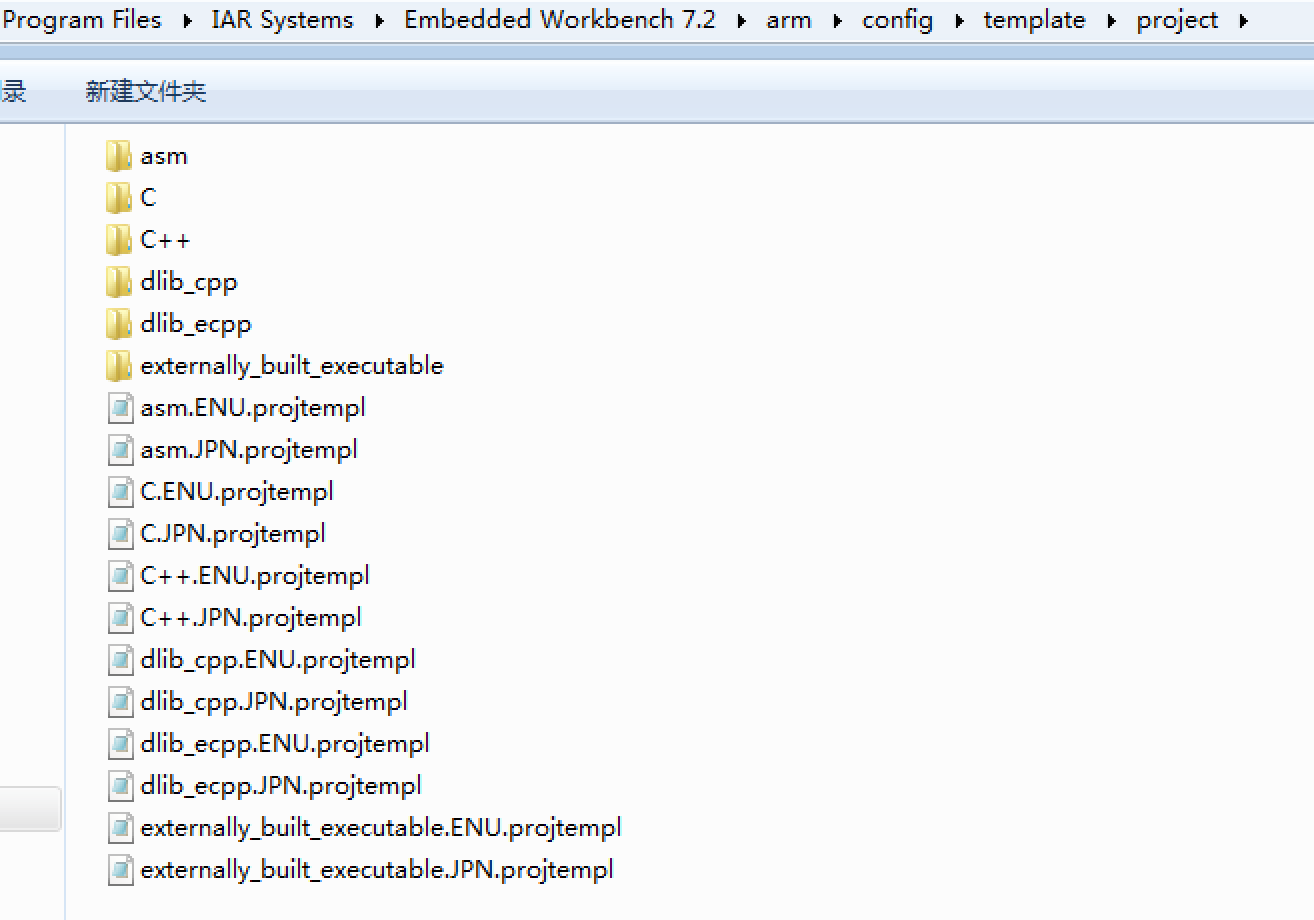 Program Files ▸ IAR Systems ▸ Embedded Workbench 7.2 ▸ arm ▸ config ▸ template ▸ project ▸
录 新建文件夹
asm
C
C++
dlib_cpp
dlib_ecpp
externally_built_executable
asm.ENU.projtempl
asm.JPN.projtempl
C.ENU.projtempl
C.JPN.projtempl
C++.ENU.projtempl
C++.JPN.projtempl
dlib_cpp.ENU.projtempl
dlib_cpp.JPN.projtempl
dlib_ecpp.ENU.projtempl
dlib_ecpp.JPN.projtempl
externally_built_executable.ENU.projtempl
externally_built_executable.JPN.projtempl